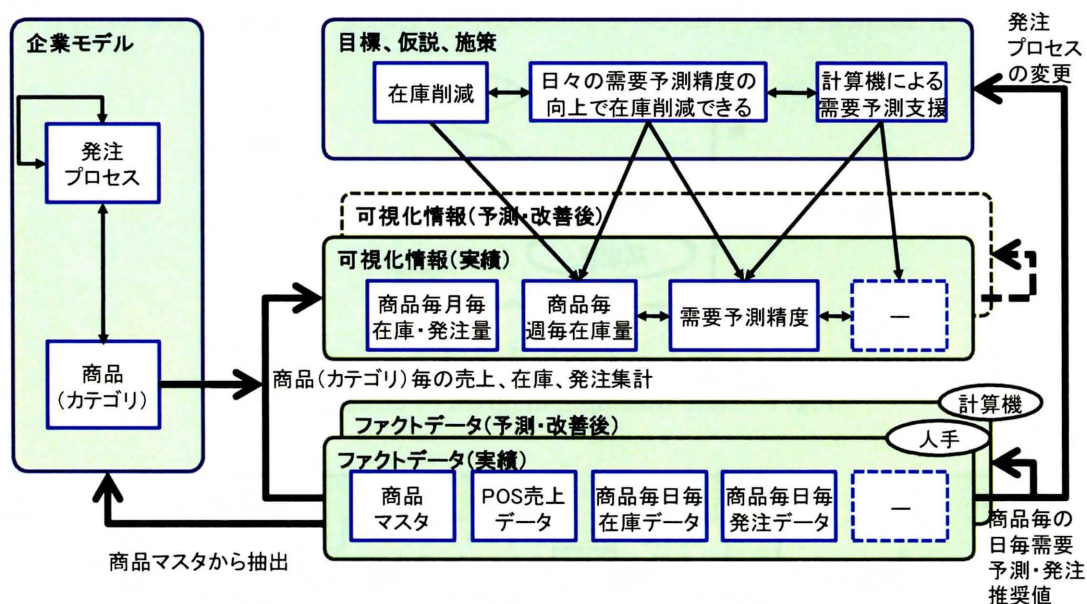 企業モデル
発注
プロセス
商品
(カテゴリ)
目標、仮説、施策
在庫削減
日々の需要予測精度の
向上で在庫削減できる
計算機による
需要予測支援
発注
プロセス
の変更
可視化情報(予測・改善後)
可視化情報(実績)
商品毎月毎
在庫・発注量
商品毎
週毎在庫量
需要予測精度
―
商品(カテゴリ)毎の売上、在庫、発注集計
計算機
ファクトデータ(予測・改善後)
人手
ファクトデータ(実績)
商品
マスタ
POS売上
データ
商品毎日毎
在庫データ
商品毎日毎
発注データ
―
商品毎の
日毎需要
予測・発注
推奨値
商品マスタから抽出